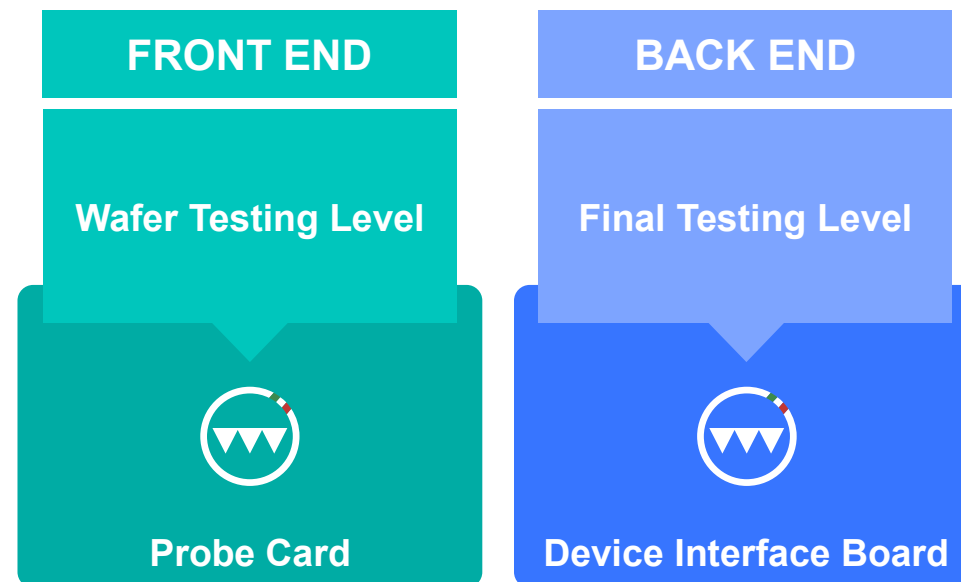 FRONT END
Wafer Testing Level
Probe Card
BACK END
Final Testing Level
Device Interface Board